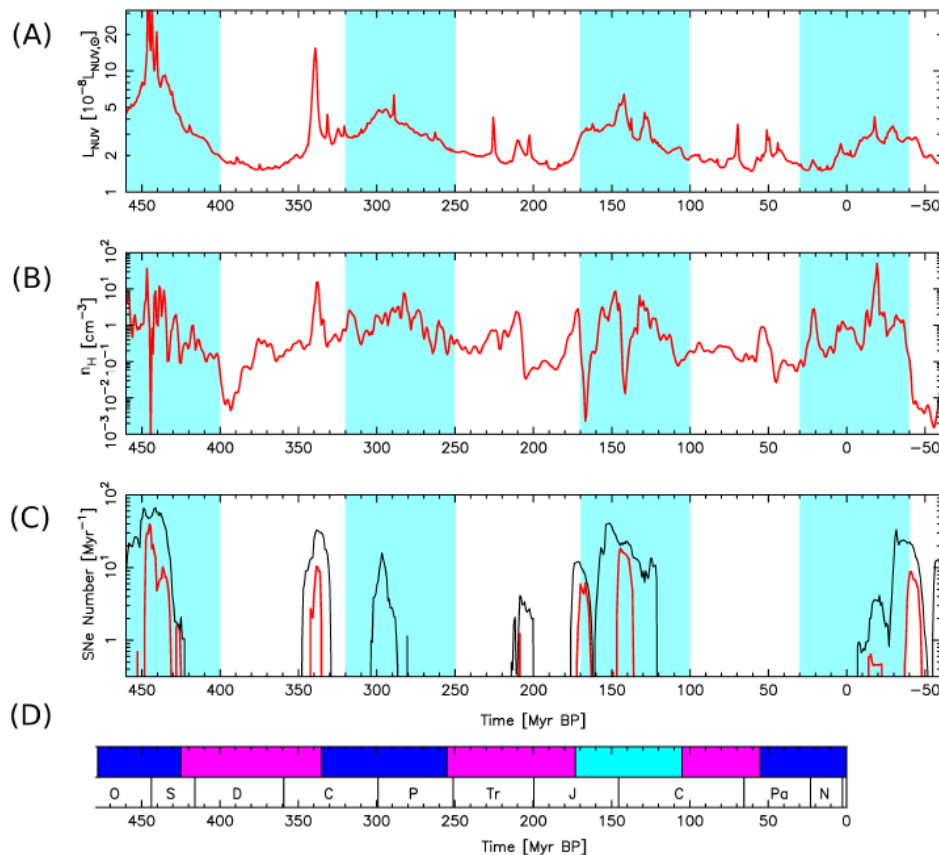 (A)
20
10
5
2
1
L_NUV [10^-8 L_NUV,⊙]
450 400 350 300 250 200 150 100 50 0 −50
(B)
10^-3 10^-2 0.1 1 10 10^2
n_H [cm^-3]
450 400 350 300 250 200 150 100 50 0 −50
(C)
1 10 10^2
SNe Number [Myr^-1]
450 400 350 300 250 200 150 100 50 0 −50
Time [Myr BP]
(D)
O S D C P Tr J C Pa N
450 400 350 300 250 200 150 100 50 0
Time [Myr BP]